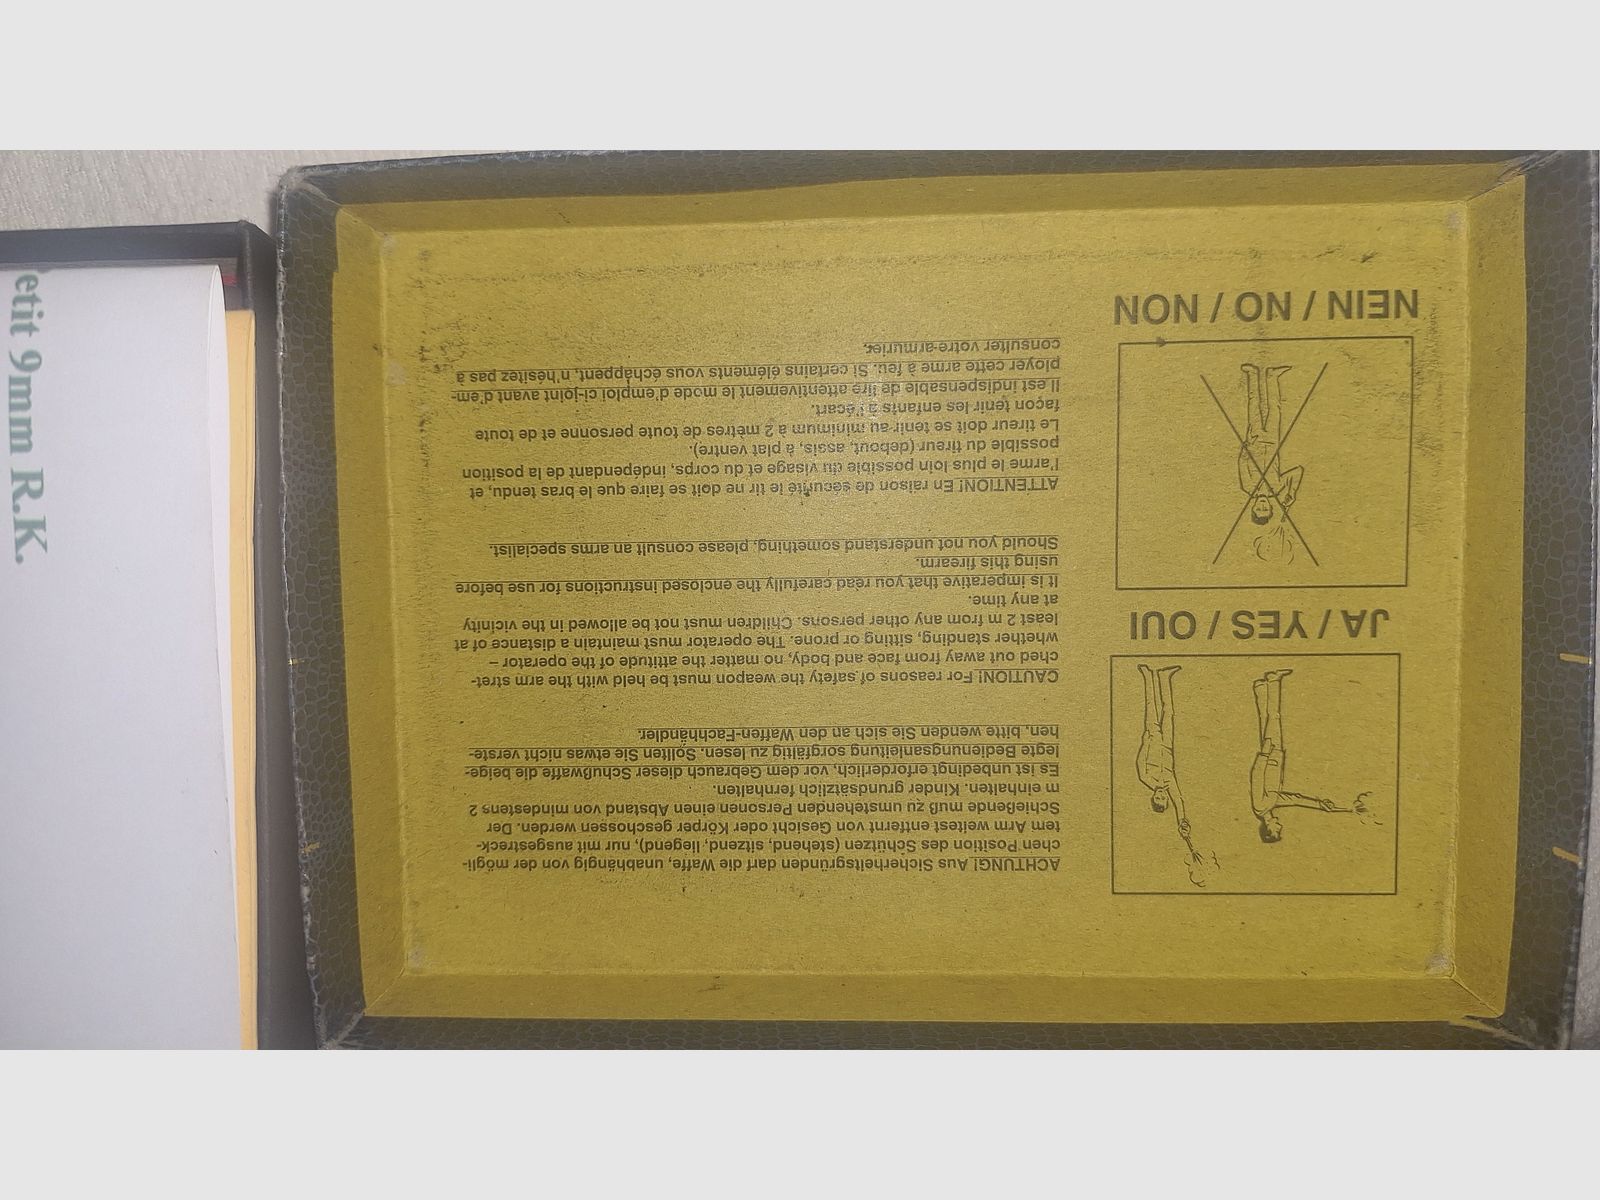 JA / YES / OUI
NEIN / NO / NON
ACHTUNG! Aus Sicherheitsgründen darf die Waffe, unabhängig von der mögli-
chen Position des Schützen (stehend, sitzend, liegend), nur mit ausgestreck-
tem Arm weitest entfernt von Gesicht oder Körper geschossen werden. Der
Schießende muß zu umstehenden Personen einen Abstand von mindestens 2
m einhalten. Kinder grundsätzlich fernhalten.
Es ist unbedingt erforderlich, vor dem Gebrauch dieser Schußwaffe die beige-
legte Bedienungsanleitung sorgfältig zu lesen. Sollten Sie etwas nicht verste-
hen, bitte wenden Sie sich an den Waffen-Fachhändler.
CAUTION! For reasons of safety the weapon must be held with the arm stret-
ched out away from face and body, no matter the attitude of the operator –
whether standing, sitting or prone. The operator must maintain a distance of at
least 2 m from any other persons. Children must not be allowed in the vicinity
at any time.
It is imperative that you read carefully the enclosed instructions for use before
using this firearm.
Should you not understand something, please consult an arms specialist.
ATTENTION! En raison de sécurité le tir ne doit se faire que le bras tendu, et
l'arme le plus loin possible du visage et du corps, indépendant de la position
possible du tireur (debout, assis, à plat ventre).
Le tireur doit se tenir au minimum a 2 mètres de toute personne et de toute
façon tenir les enfants à l'écart.
Il est indispensable de lire attentivement le mode d'emploi ci-joint avant d'em-
ployer cette arme à feu. Si certains éléments vous échappent, n'hésitez pas à
consulter votre armurier.
etit 9mm R.K.